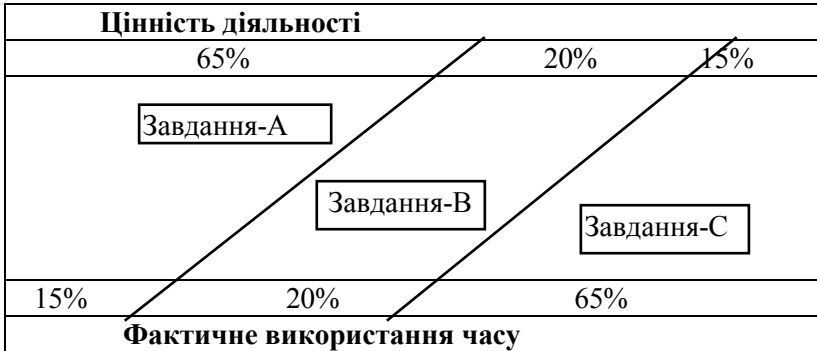 Цінність діяльності
65% 20% 15%
Завдання-А
Завдання-В
Завдання-С
15% 20% 65%
Фактичне використання часу